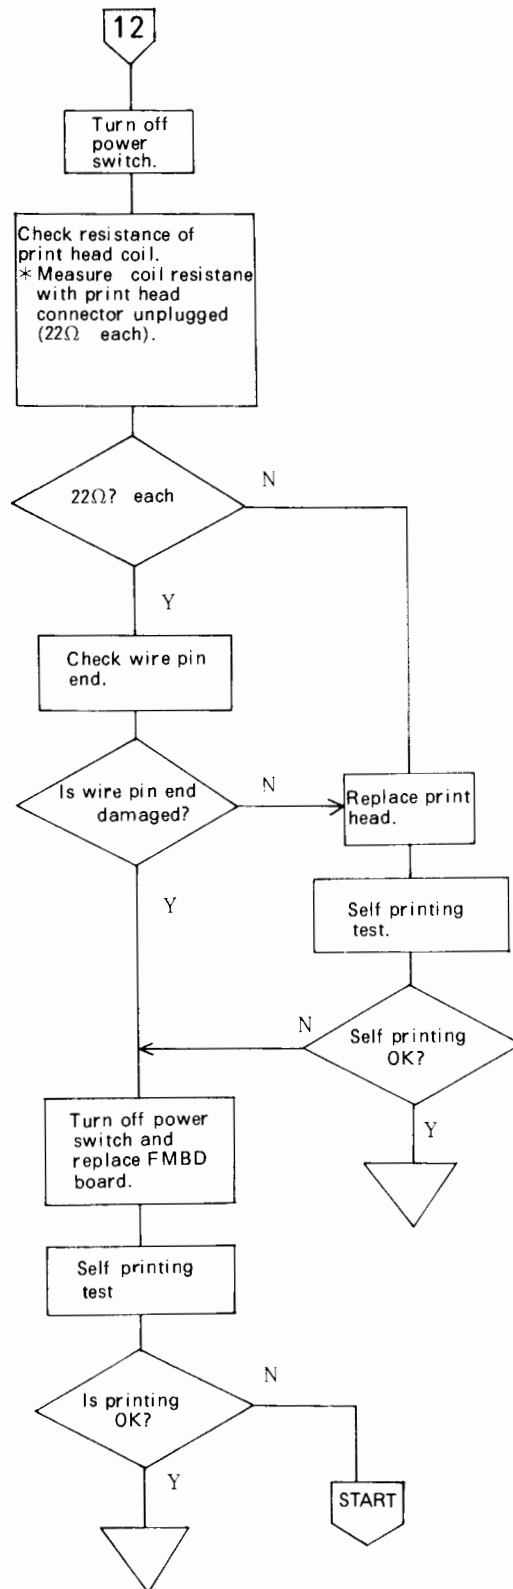 12
Turn off
power
switch.
Check resistance of
print head coil.
* Measure coil resistane
with print head
connector unplugged
(22Ω each).
22Ω? each
N
Y
Check wire pin
end.
Is wire pin end
damaged?
N
Y
Replace print
head.
Self printing
test.
Self printing
OK?
N
Y
Turn off power
switch and
replace FMBD
board.
Self printing
test
Is printing
OK?
N
Y
START